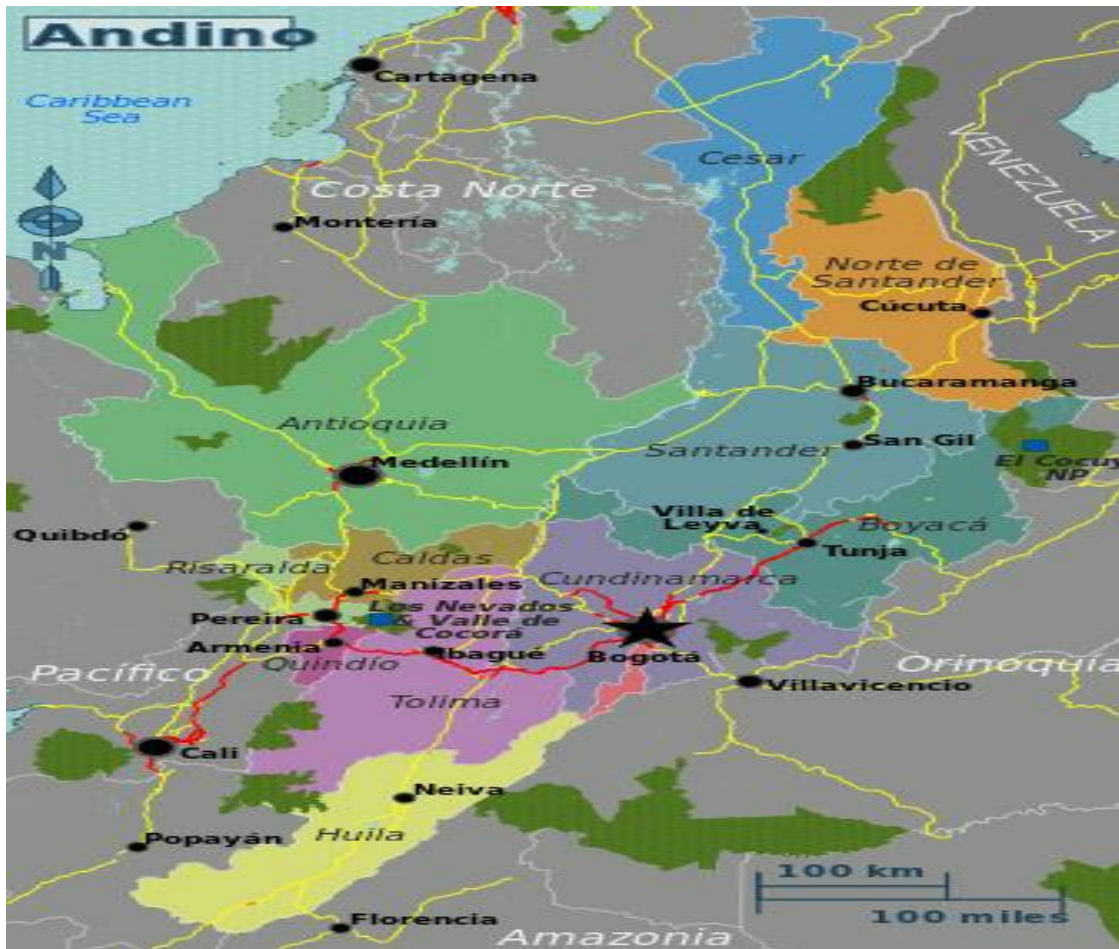 Andino
Cartagena
Caribbean
Sea
VENEZUELA
Cesar
Costa Norte
Montería
N
Norte de
Santander
Cúcuta
Bucaramanga
Antioquia
Santander
San Gil
Medellín
El Cocuy
NP
Villa de
Leyva
Boyacá
Quibdó
Tunja
Risaralda
Caldas
Cundinamarca
Manizales
Los Nevados
& Valle de
Cocorá
Pereira
Armenia
Ibagué
Bogotá
Quindío
Orinoquia
Pacífico
Villavicencio
Tolima
Cali
Neiva
Huila
Popayán
100 km
100 miles
Florencia
Amazonia